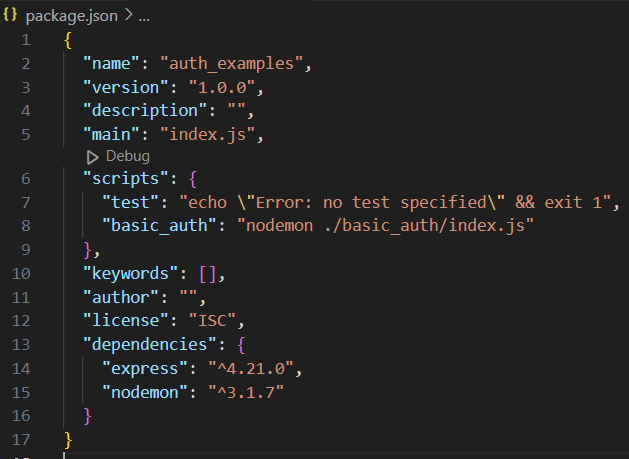 {} package.json > ...
1 {
2 "name": "auth_examples",
3 "version": "1.0.0",
4 "description": "",
5 "main": "index.js",
Debug
6 "scripts": {
7 "test": "echo \"Error: no test specified\" && exit 1",
8 "basic_auth": "nodemon ./basic_auth/index.js"
9 },
10 "keywords": [],
11 "author": "",
12 "license": "ISC",
13 "dependencies": {
14 "express": "^4.21.0",
15 "nodemon": "^3.1.7"
16 }
17 }